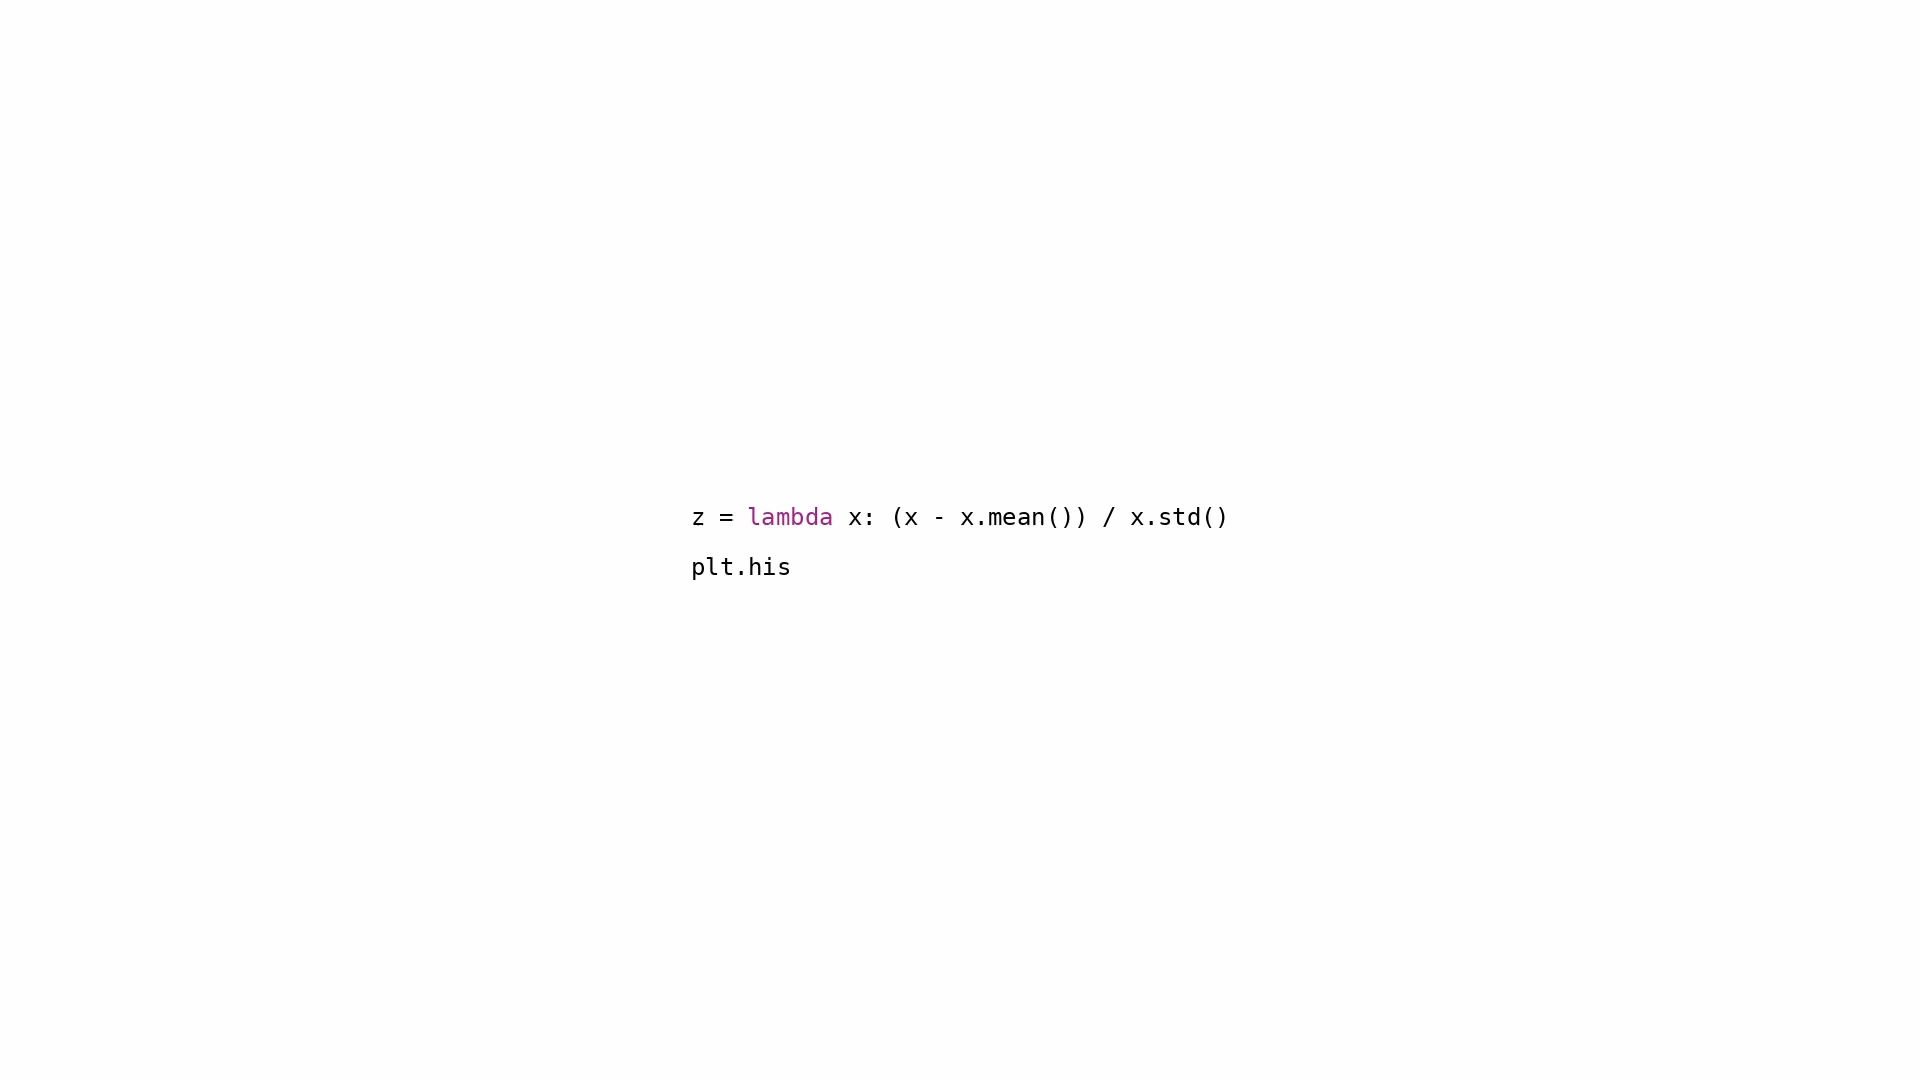 z = lambda x: (x - x.mean()) / x.std()
plt.his